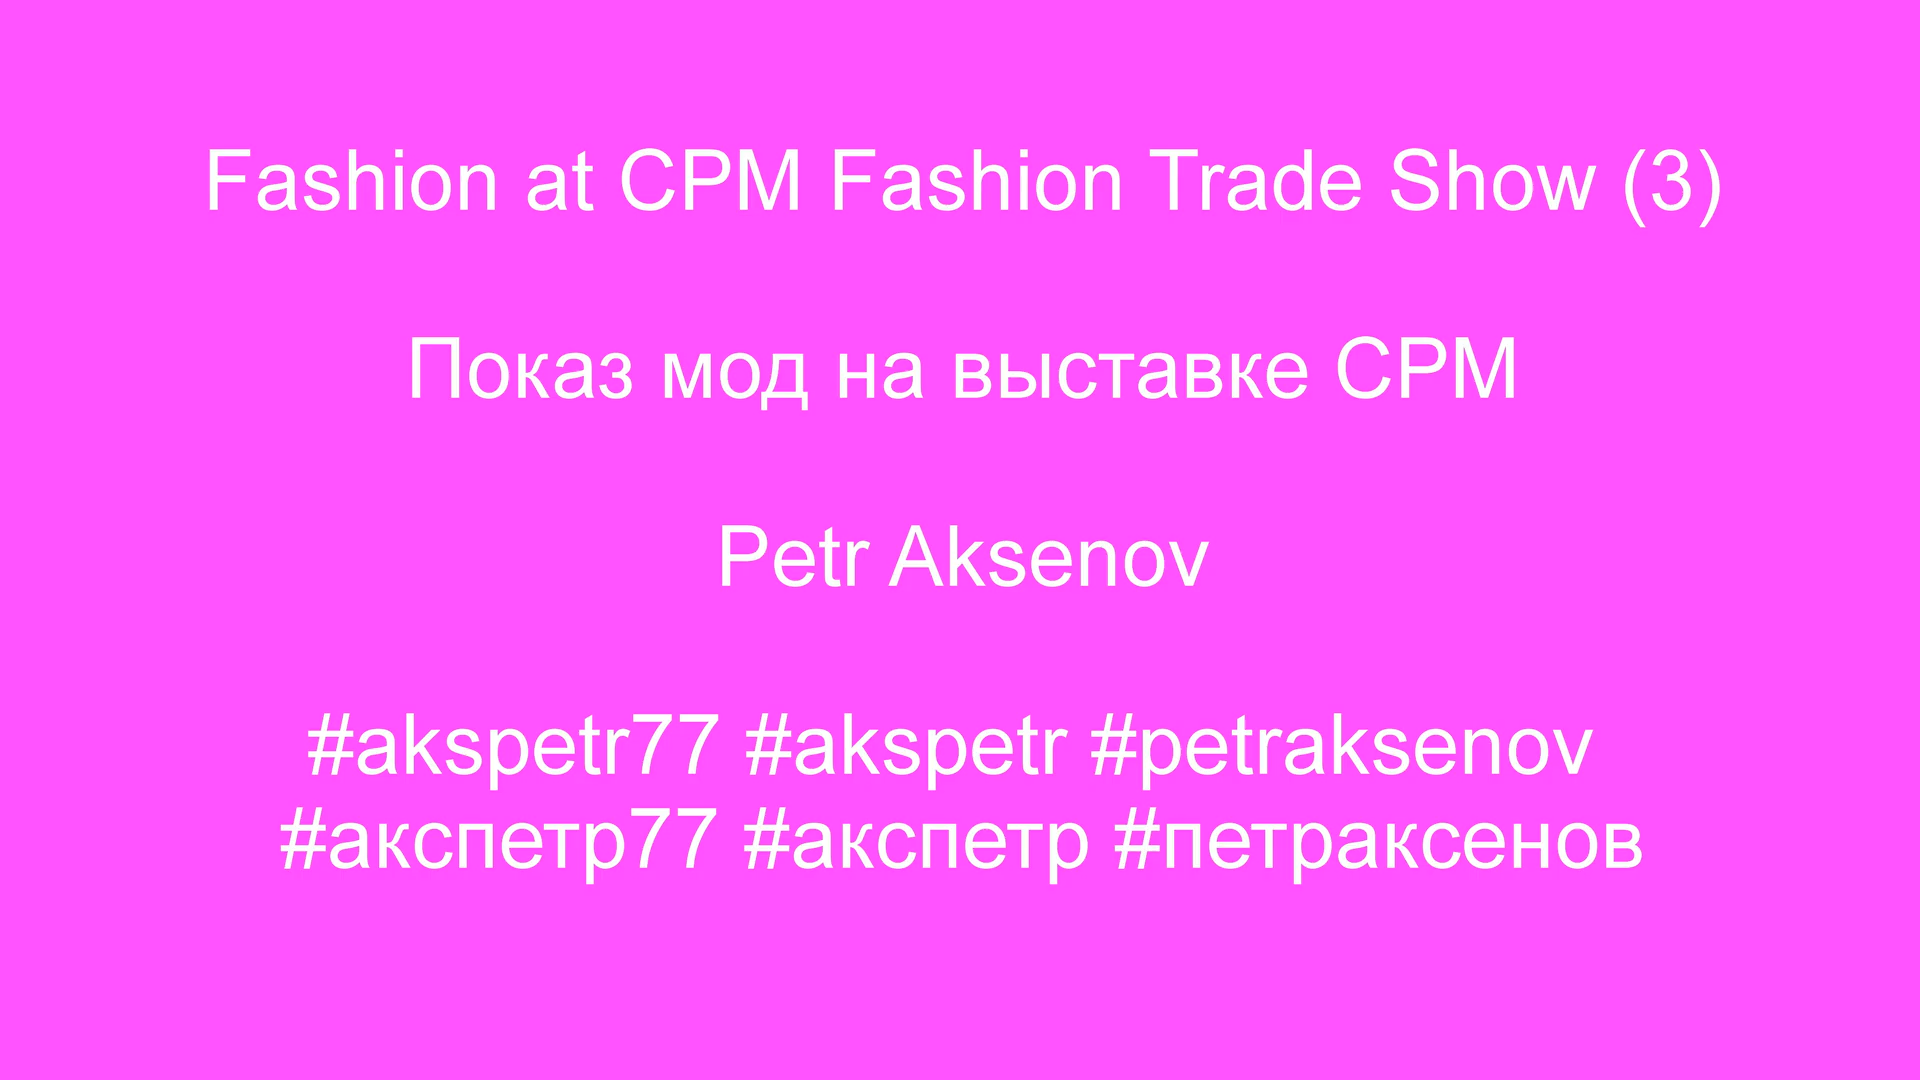 Fashion at CPM Fashion Trade Show (3)
Показ мод на выставке CPM
Petr Aksenov
#akspetr77 #akspetr #petraksenov
#акспетр77 #акспетр #петраксенов